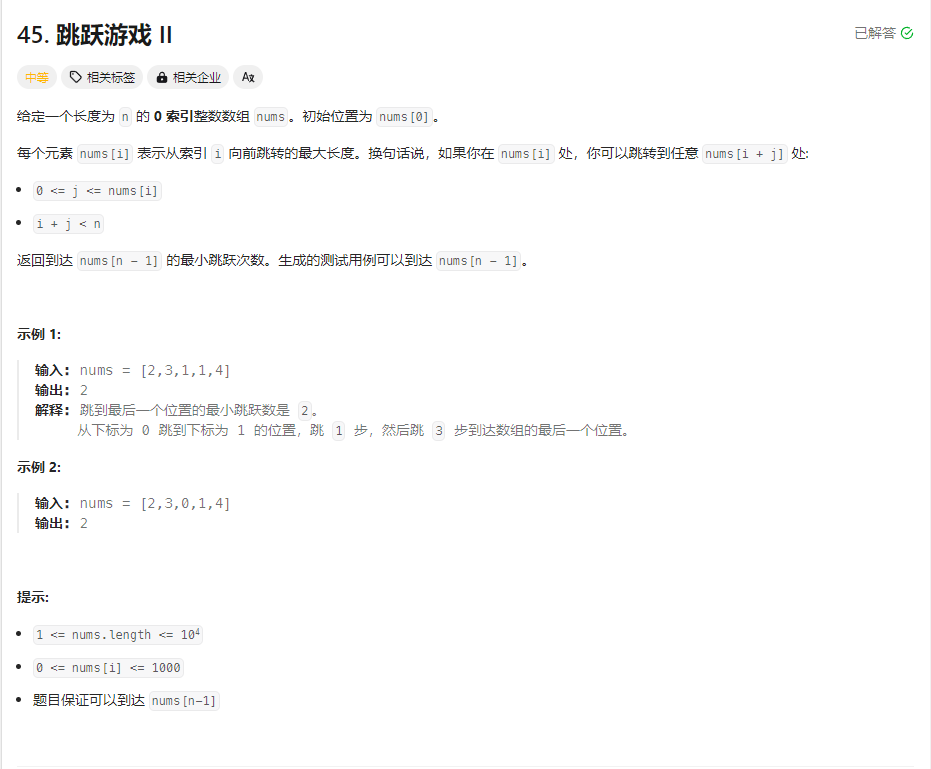 45. 跳跃游戏 II
已解答
中等 相关标签 相关企业 Aぇ
给定一个长度为 n 的 0 索引整数数组 nums 。初始位置为 nums[0] 。
每个元素 nums[i] 表示从索引 i 向前跳转的最大长度。换句话说，如果你在 nums[i] 处，你可以跳转到任意 nums[i + j] 处:
• 0 <= j <= nums[i]
• i + j < n
返回到达 nums[n - 1] 的最小跳跃次数。生成的测试用例可以到达 nums[n - 1] 。
示例 1:
输入: nums = [2,3,1,1,4]
输出: 2
解释: 跳到最后一个位置的最小跳跃数是 2 。
从下标为 0 跳到下标为 1 的位置，跳 1 步，然后跳 3 步到达数组的最后一个位置。
示例 2:
输入: nums = [2,3,0,1,4]
输出: 2
提示:
• 1 <= nums.length <= 10⁴
• 0 <= nums[i] <= 1000
• 题目保证可以到达 nums[n-1]